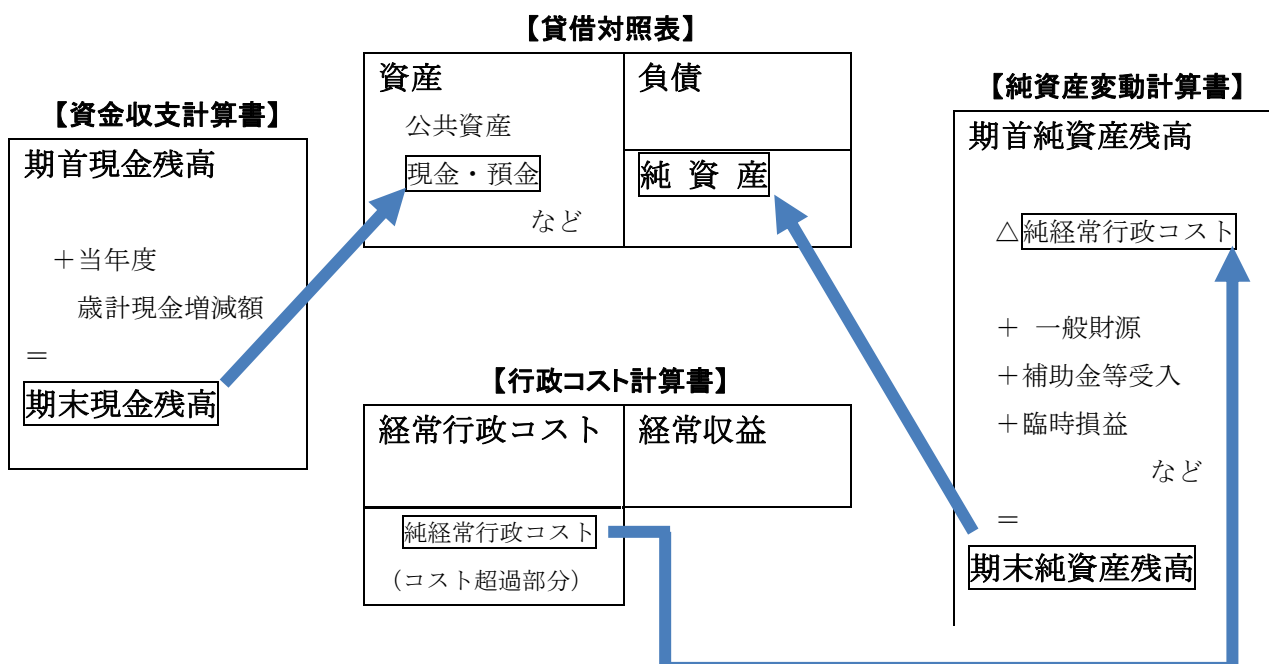 【資金収支計算書】
期首現金残高
＋当年度
歳計現金増減額
＝
期末現金残高
【貸借対照表】
資産
公共資産
現金・預金
など
負債
純 資 産
【行政コスト計算書】
経常行政コスト
経常収益
純経常行政コスト
（コスト超過部分）
【純資産変動計算書】
期首純資産残高
△純経常行政コスト
＋ 一般財源
＋補助金等受入
＋臨時損益
など
＝
期末純資産残高